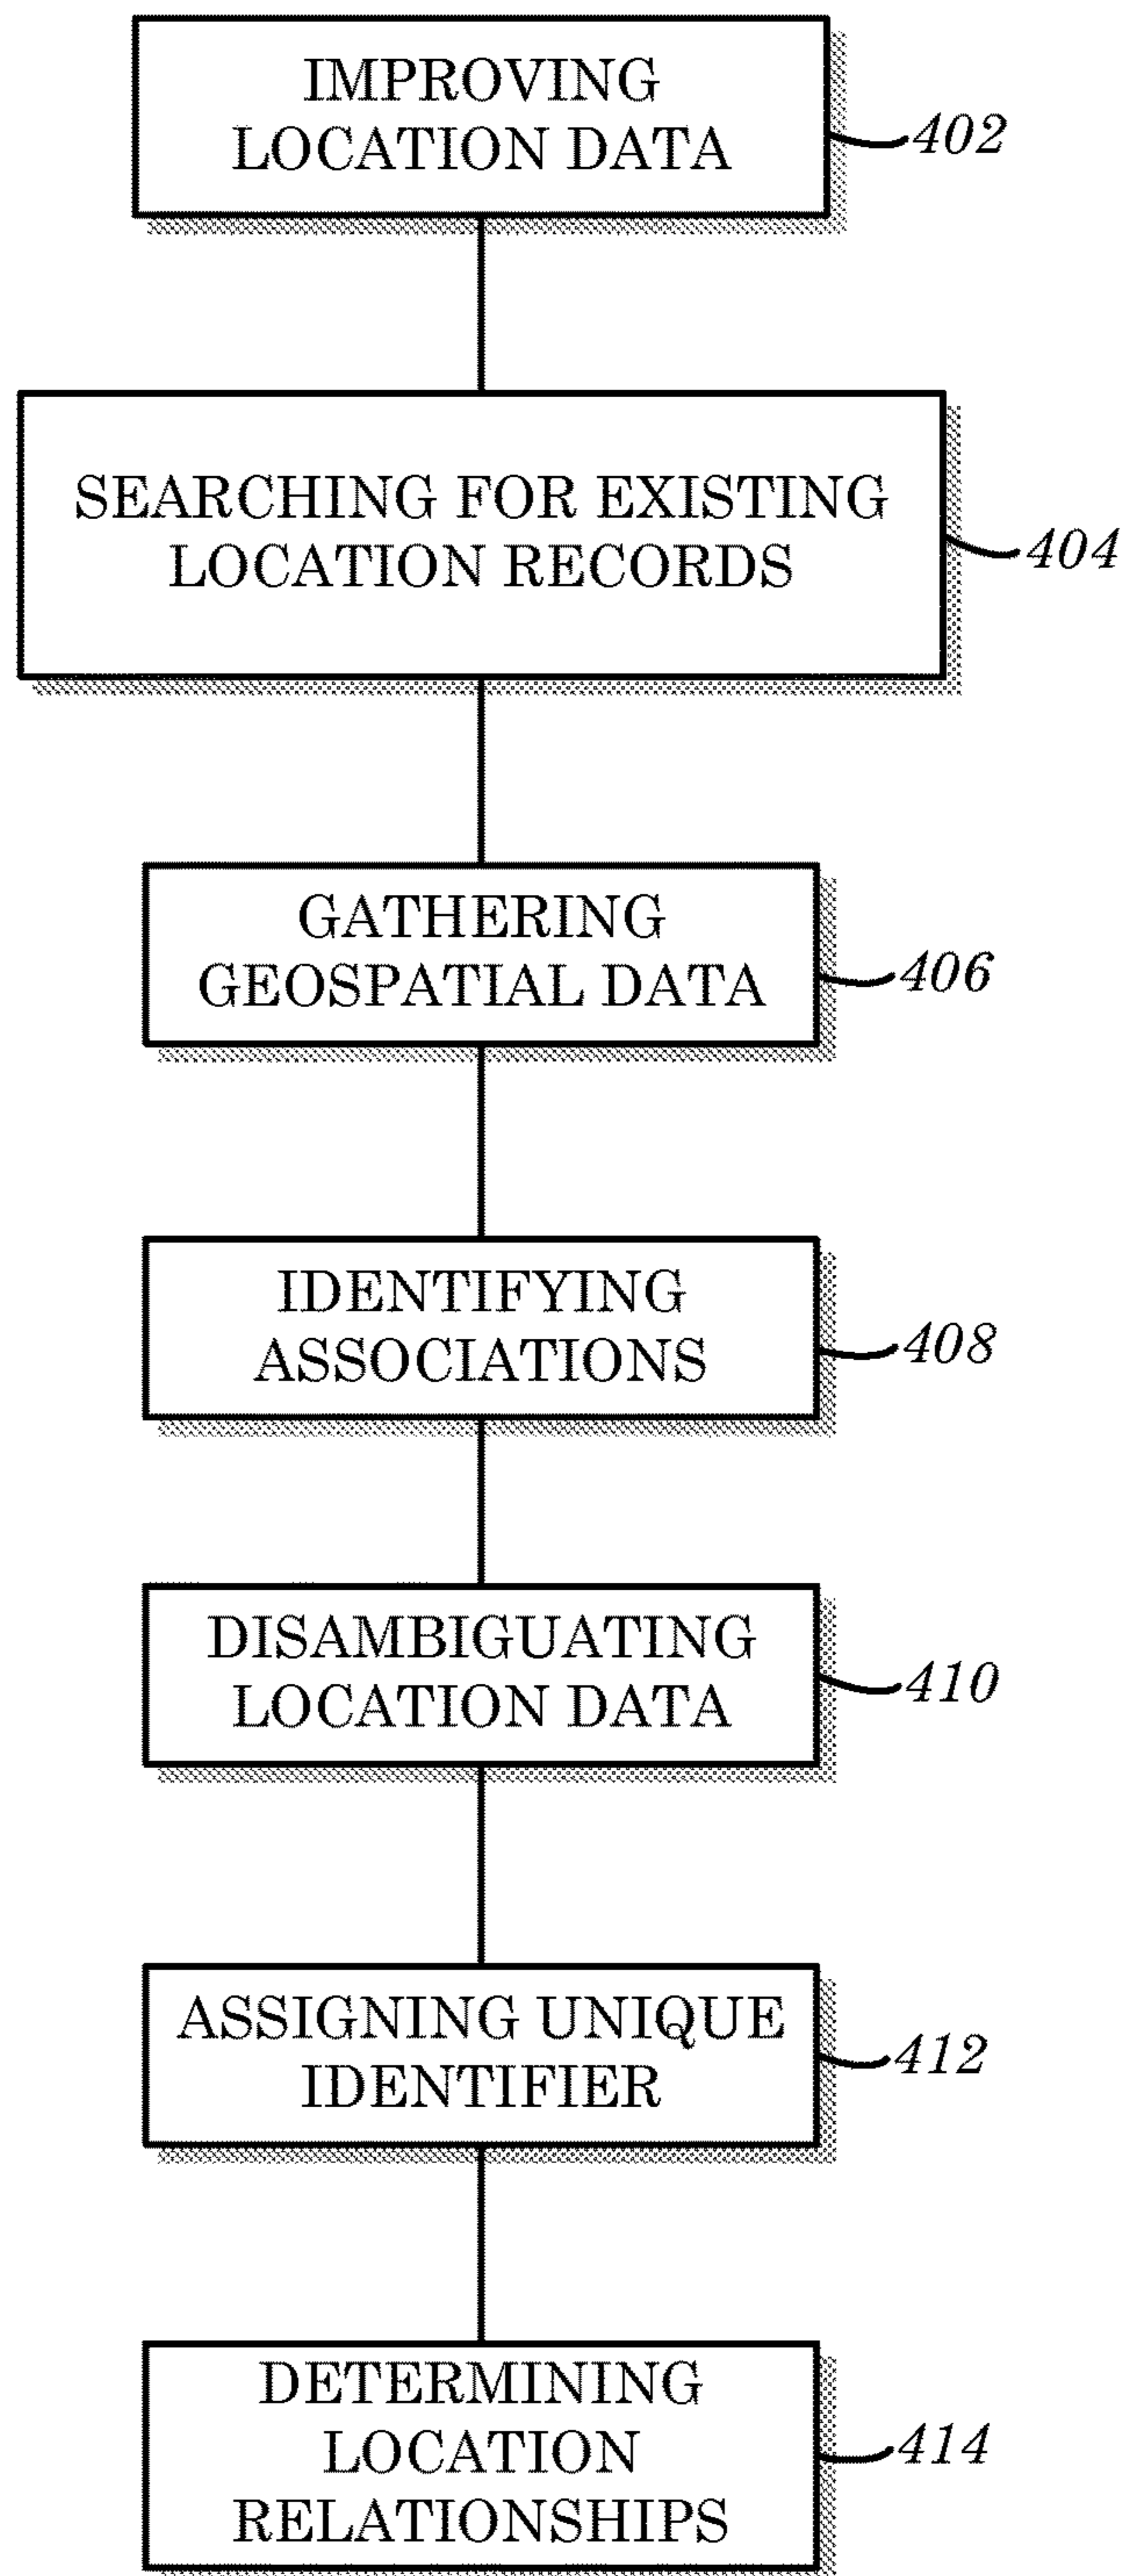 IMPROVING
LOCATION DATA
402
SEARCHING FOR EXISTING
LOCATION RECORDS
404
GATHERING
GEOSPATIAL DATA
406
IDENTIFYING
ASSOCIATIONS
408
DISAMBIGUATING
LOCATION DATA
410
ASSIGNING UNIQUE
IDENTIFIER
412
DETERMINING
LOCATION
RELATIONSHIPS
414